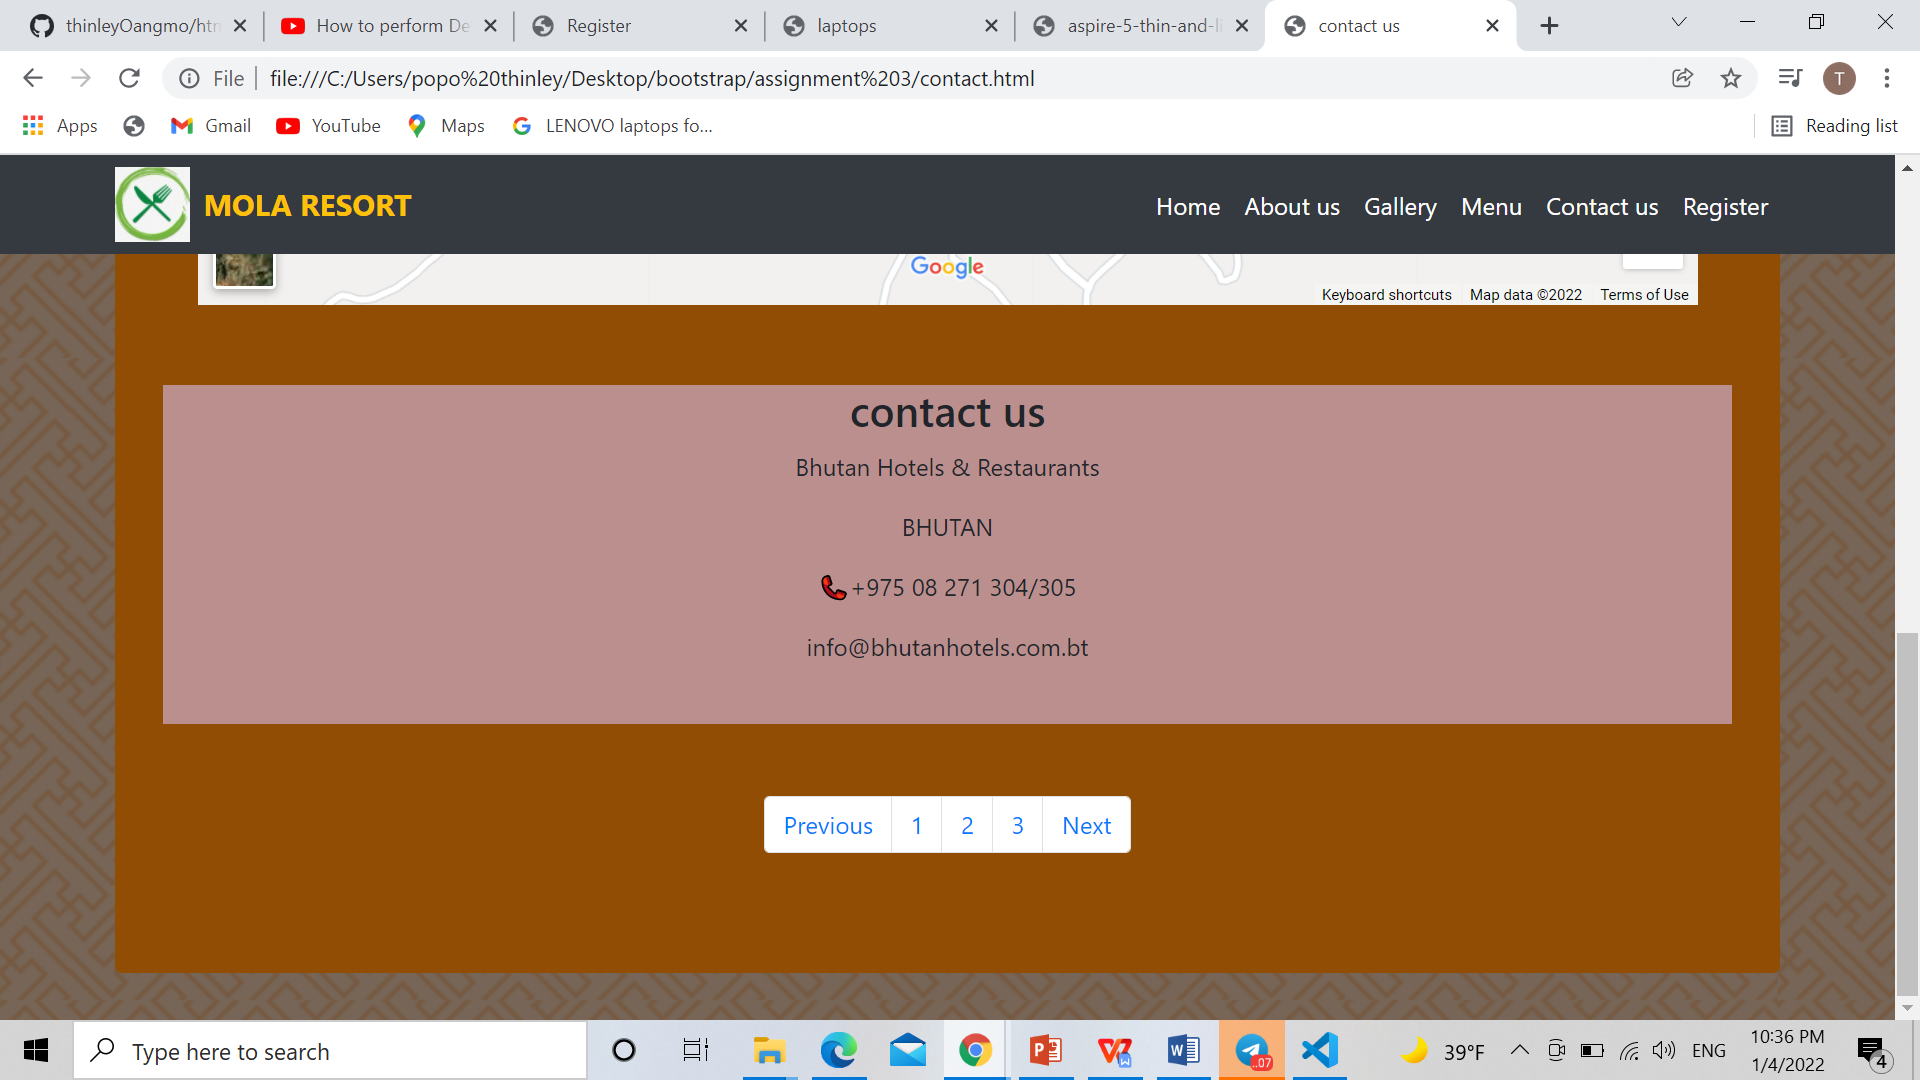 thinleyOangmo/htm
How to perform De
Register
laptops
aspire-5-thin-and-li
contact us
File
file:///C:/Users/popo%20thinley/Desktop/bootstrap/assignment%203/contact.html
T
Apps
Gmail
YouTube
Maps
LENOVO laptops fo...
Reading list
MOLA RESORT
Home About us Gallery Menu Contact us Register
Google
Keyboard shortcuts Map data ©2022 Terms of Use
contact us
Bhutan Hotels & Restaurants
BHUTAN
+975 08 271 304/305
info@bhutanhotels.com.bt
Previous 1 2 3 Next
Type here to search
..07
39°F
ENG
10:36 PM
1/4/2022
4